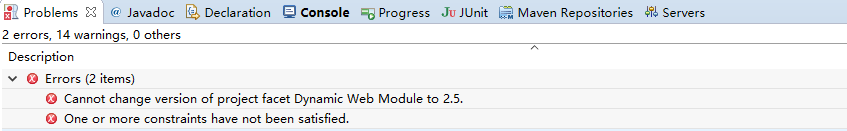 Problems @ Javadoc Declaration Console Progress JU JUnit Maven Repositories Servers
2 errors, 14 warnings, 0 others
Description
Errors (2 items)
Cannot change version of project facet Dynamic Web Module to 2.5.
One or more constraints have not been satisfied.